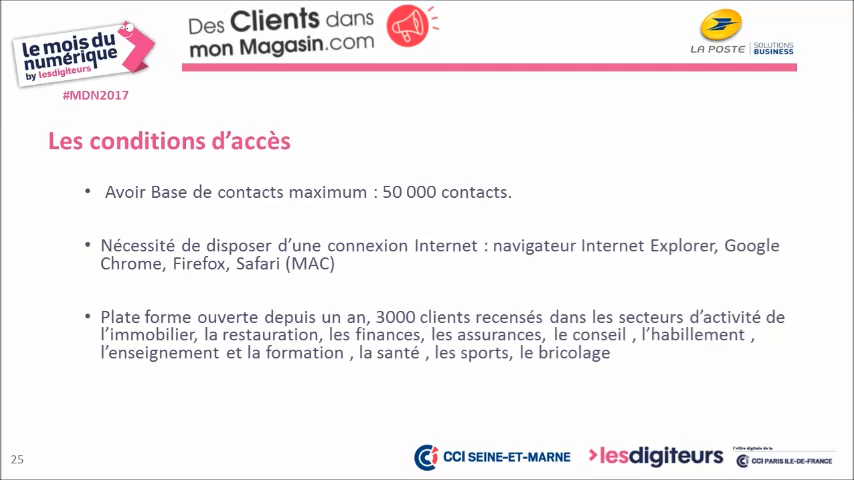 le mois du
numérique
by lesdigiteurs
#MDN2017
Des Clients dans
mon Magasin.com
LA POSTE SOLUTIONS
BUSINESS
Les conditions d'accès
• Avoir Base de contacts maximum : 50 000 contacts.
• Nécessité de disposer d'une connexion Internet : navigateur Internet Explorer, Google
Chrome, Firefox, Safari (MAC)
• Plate forme ouverte depuis un an, 3000 clients recensés dans les secteurs d'activité de
l'immobilier, la restauration, les finances, les assurances, le conseil , l'habillement ,
l'enseignement et la formation , la santé , les sports, le bricolage
25
CCI SEINE-ET-MARNE
lesdigiteurs
l'offre digitale de la
CCI PARIS ILE-DE-FRANCE